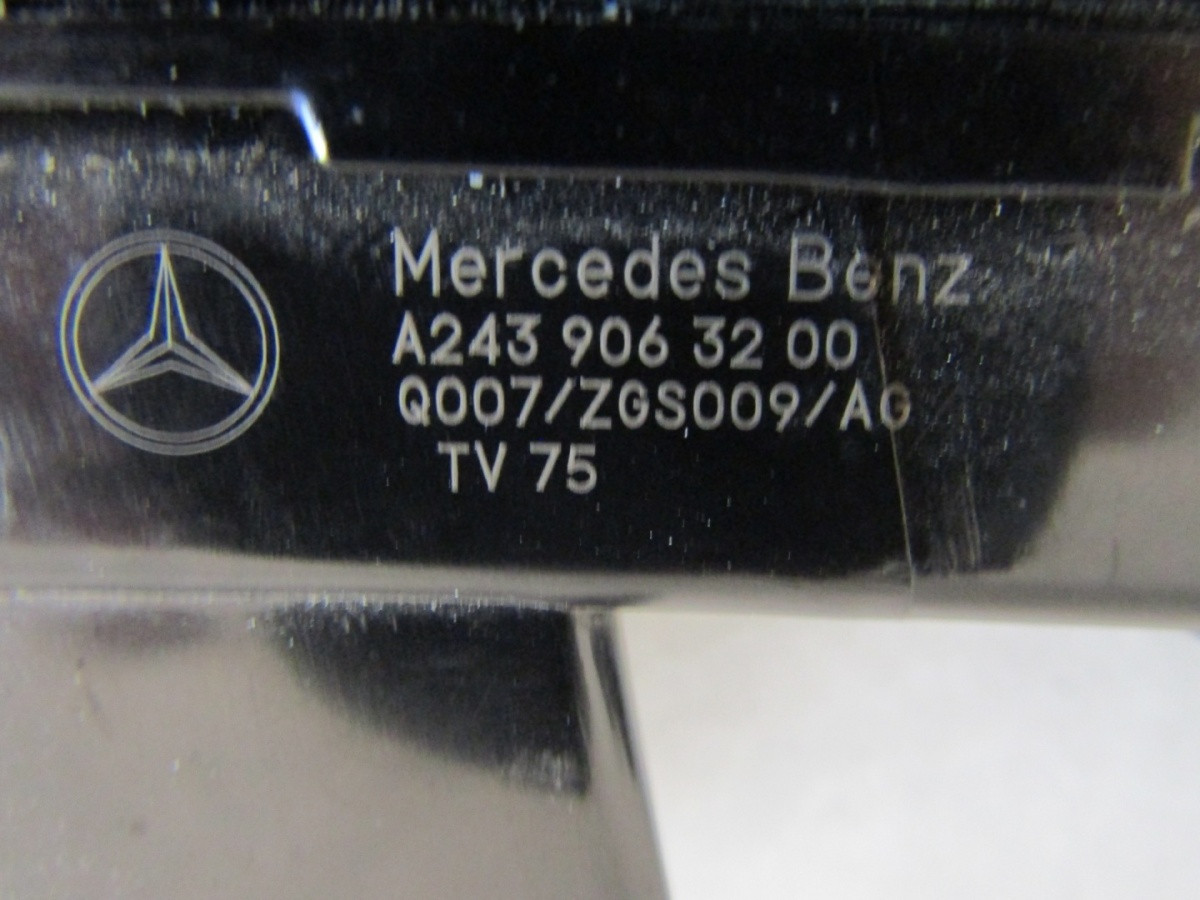 Mercedes Benz
A243 906 32 00
Q007/ZGS009/AG
TV 75